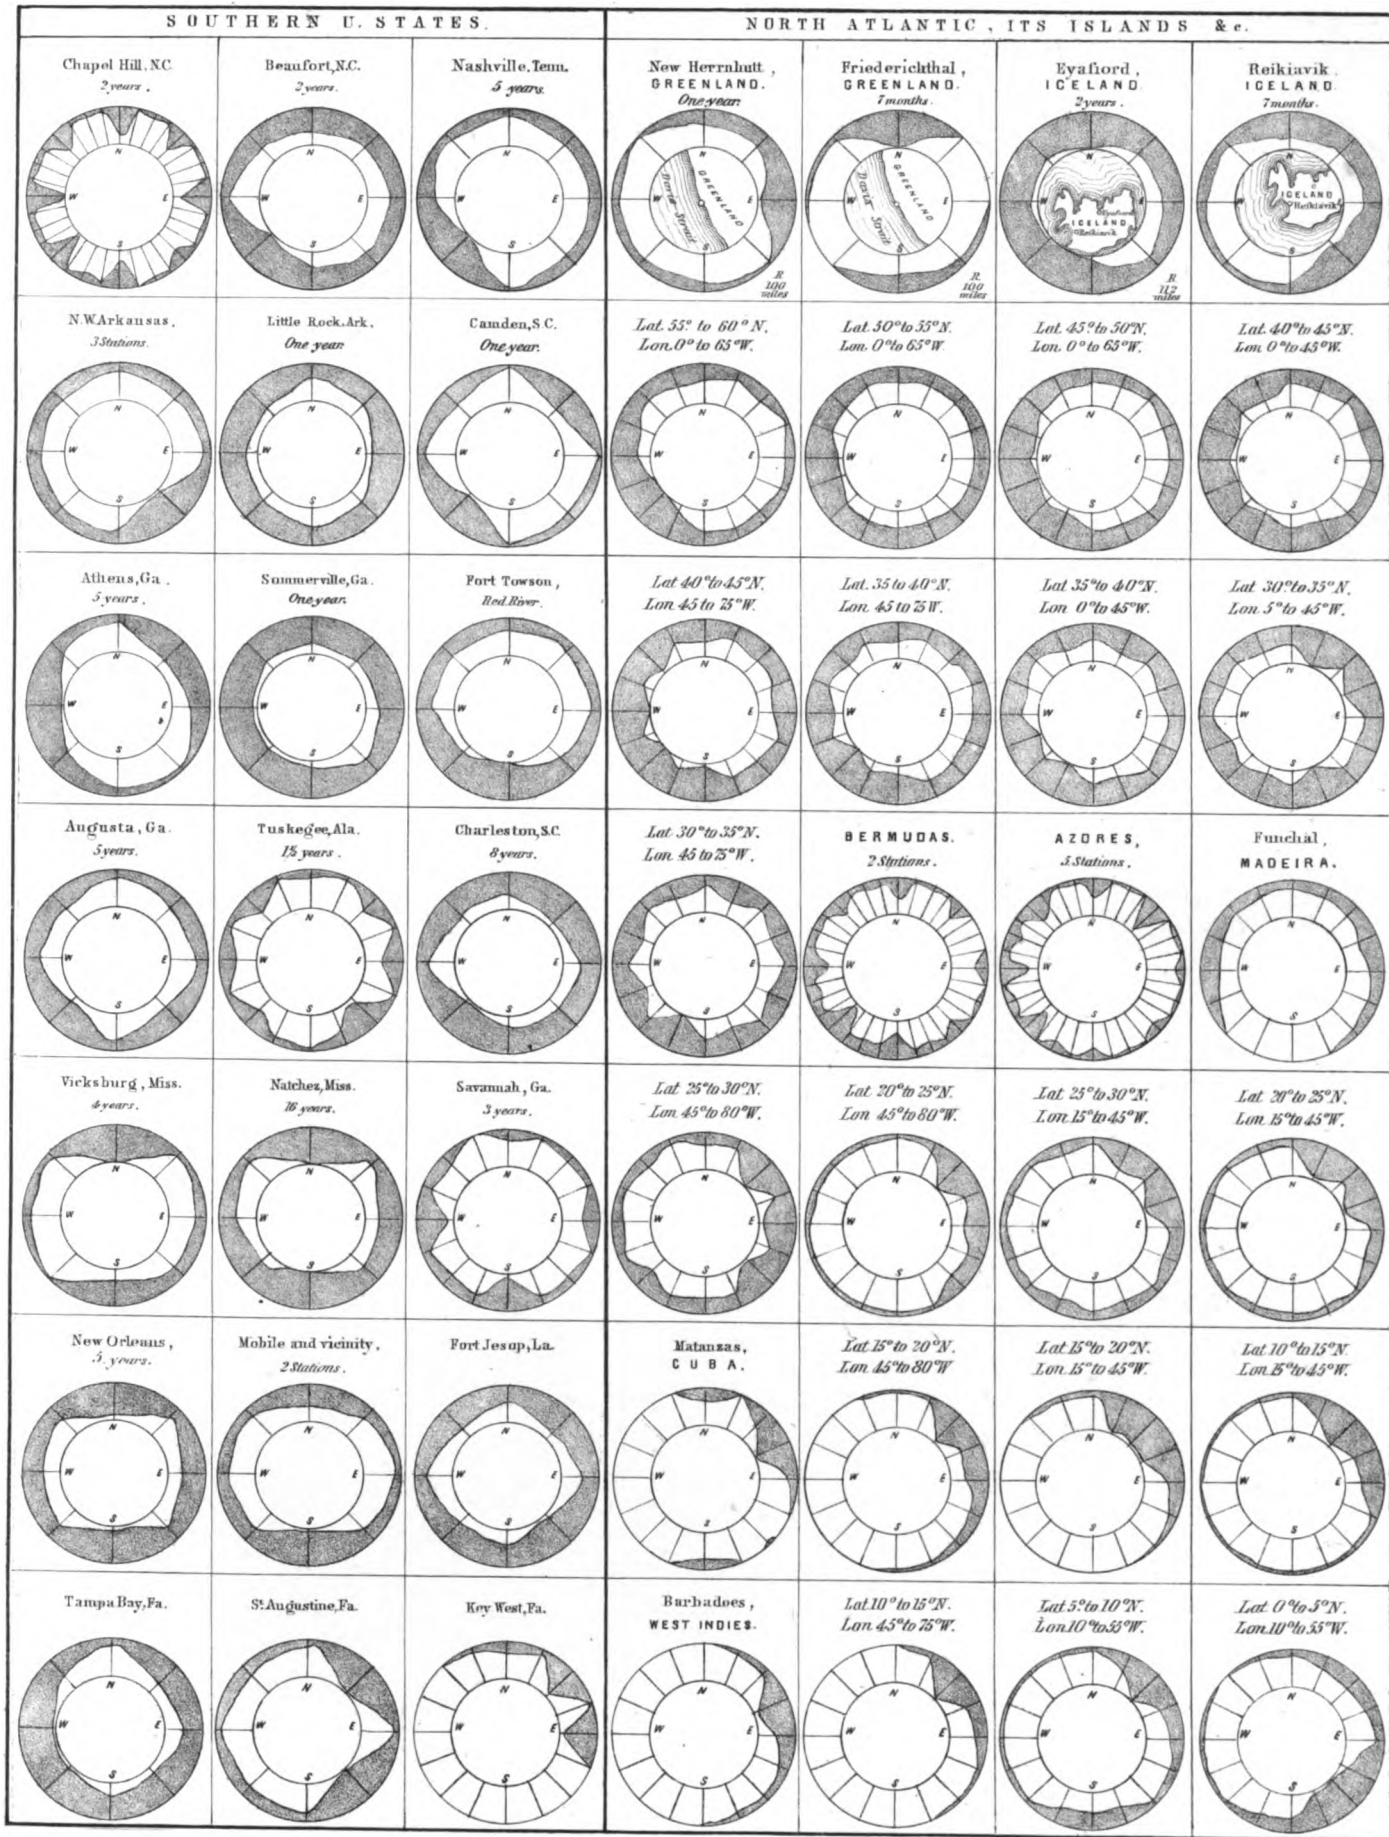 SOUTHERN U. STATES.
NORTH ATLANTIC, ITS ISLANDS &c.
Chapel Hill, N.C.
2 years.
N
W
S
Beaufort, N.C.
2 years.
N
W
E
S
Nashville, Tenn.
5 years.
N
W
E
S
New Herrnhutt,
GREENLAND.
One year.
N
W
E
S
Davis Strait
GREENLAND
R
100
miles
Friederichthal,
GREENLAND.
7 months.
N
W
E
S
Davis Strait
GREENLAND
R.
100
miles
Eyafiord,
ICELAND.
2 years.
N
W
E
S
Eyafiord
ICELAND
Reikiavik
R
112
miles
Reikiavik.
ICELAND.
7 months.
N
W
E
S
ICELAND
Reikiavik
N.W. Arkansas.
3 Stations.
N
W
E
S
Little Rock, Ark.
One year.
N
W
E
S
Camden, S.C.
One year.
N
W
E
S
Lat. 55° to 60° N.
Lon. 0° to 65° W.
N
W
E
S
Lat. 50° to 55° N.
Lon. 0° to 65° W.
N
W
E
S
Lat. 45° to 50° N.
Lon. 0° to 65° W.
N
W
E
S
Lat. 40° to 45° N.
Lon. 0° to 45° W.
N
W
E
S
Athens, Ga.
5 years.
N
W
E
S
Sommerville, Ga.
One year.
N
W
E
S
Fort Towson,
Red River.
N
W
E
S
Lat 40° to 45° N.
Lon 45 to 75° W.
N
W
E
S
Lat. 35 to 40° N.
Lon. 45 to 75 W.
N
W
E
S
Lat 35° to 40° N.
Lon 0° to 45° W.
N
W
E
S
Lat. 30° to 35° N.
Lon. 5° to 45° W.
N
W
E
S
Augusta, Ga.
5 years.
N
W
E
S
Tuskegee, Ala.
1½ years.
N
W
E
S
Charleston, S.C.
8 years.
N
W
E
S
Lat 30° to 35° N.
Lon 45 to 75° W.
N
W
E
S
BERMUDAS.
2 Stations.
N
W
E
S
AZORES,
5 Stations.
N
W
E
S
Funchal,
MADEIRA.
N
W
E
S
Vicksburg, Miss.
4 years.
N
W
E
S
Natchez, Miss.
16 years.
N
W
E
S
Savannah, Ga.
3 years.
N
W
E
S
Lat 25° to 30° N.
Lon 45° to 80° W.
N
W
E
S
Lat 20° to 25° N.
Lon 45° to 80° W.
N
W
E
S
Lat 25° to 30° N.
Lon 15° to 45° W.
N
W
E
S
Lat 20° to 25° N.
Lon 15° to 45° W.
N
W
E
S
New Orleans,
5. years.
N
W
E
S
Mobile and vicinity.
2 Stations.
N
W
E
S
Fort Jesop, La.
N
W
E
S
Matanzas,
CUBA.
N
W
E
S
Lat 15° to 20° N.
Lon 45° to 80° W
N
W
E
S
Lat 15° to 20° N.
Lon 15° to 45° W.
N
W
E
S
Lat 10° to 15° N.
Lon 15° to 45° W.
N
W
E
S
Tampa Bay, Fa.
N
W
E
S
St. Augustine, Fa.
N
W
E
S
Key West, Fa.
N
W
E
S
Barbadoes,
WEST INDIES.
N
W
E
S
Lat 10° to 15° N.
Lon 45° to 75° W.
N
W
E
S
Lat 5° to 10° N.
Lon 10° to 55° W.
N
W
E
S
Lat 0° to 5° N.
Lon 10° to 55° W.
N
W
E
S